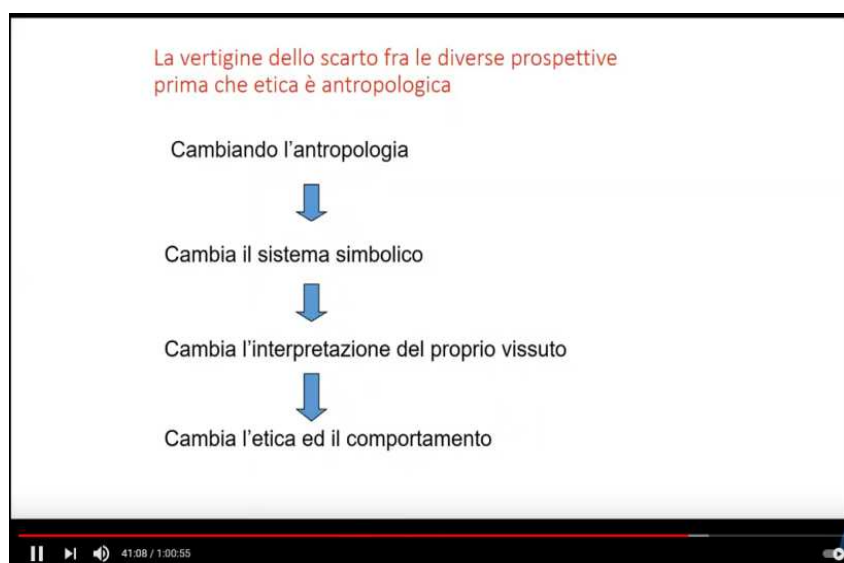 La vertigine dello scarto fra le diverse prospettive
prima che etica è antropologica
Cambiando l'antropologia
Cambia il sistema simbolico
Cambia l'interpretazione del proprio vissuto
Cambia l'etica ed il comportamento
41:08 / 1:00:55